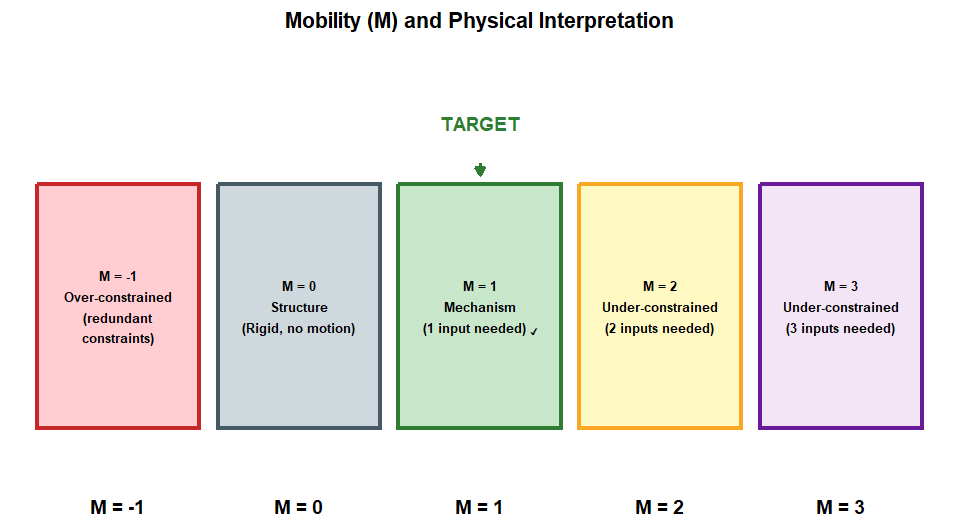 Mobility (M) and Physical Interpretation
TARGET
M = -1
Over-constrained
(redundant
constraints)
M = 0
Structure
(Rigid, no motion)
M = 1
Mechanism
(1 input needed) ✓
M = 2
Under-constrained
(2 inputs needed)
M = 3
Under-constrained
(3 inputs needed)
M = -1
M = 0
M = 1
M = 2
M = 3